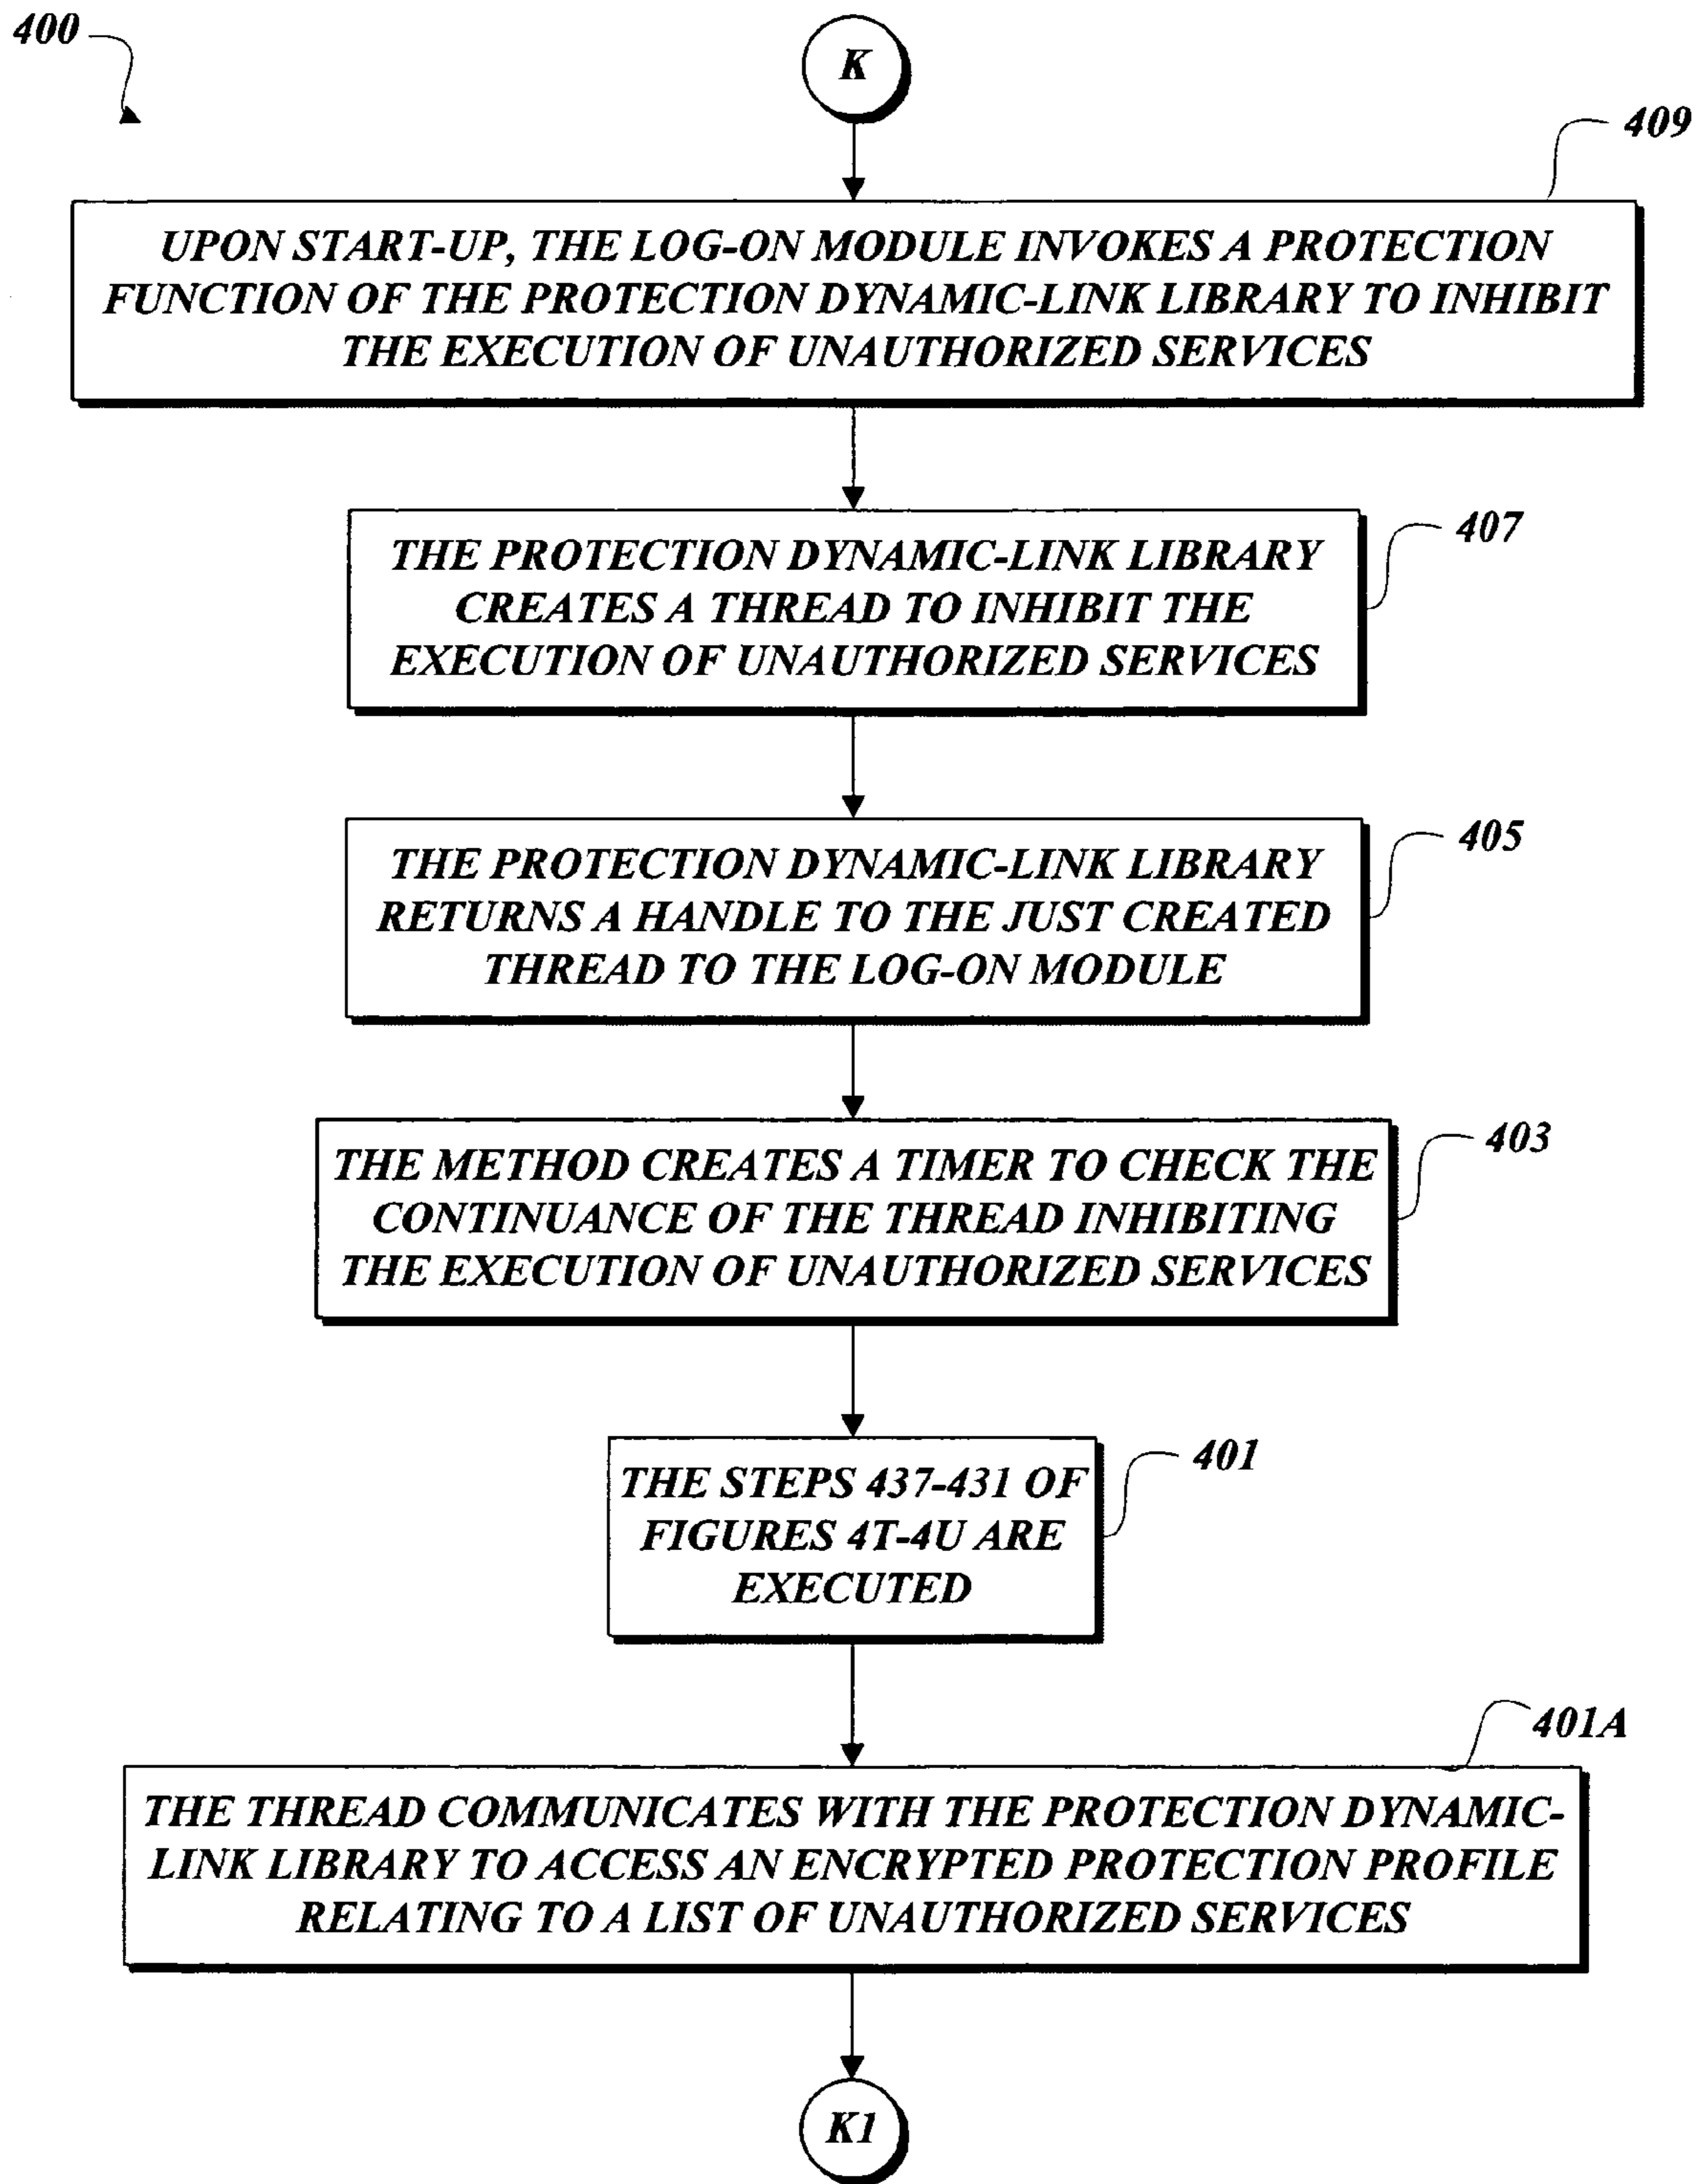 400
K
409
UPON START-UP, THE LOG-ON MODULE INVOKES A PROTECTION
FUNCTION OF THE PROTECTION DYNAMIC-LINK LIBRARY TO INHIBIT
THE EXECUTION OF UNAUTHORIZED SERVICES
407
THE PROTECTION DYNAMIC-LINK LIBRARY
CREATES A THREAD TO INHIBIT THE
EXECUTION OF UNAUTHORIZED SERVICES
405
THE PROTECTION DYNAMIC-LINK LIBRARY
RETURNS A HANDLE TO THE JUST CREATED
THREAD TO THE LOG-ON MODULE
403
THE METHOD CREATES A TIMER TO CHECK THE
CONTINUANCE OF THE THREAD INHIBITING
THE EXECUTION OF UNAUTHORIZED SERVICES
401
THE STEPS 437-431 OF
FIGURES 4T-4U ARE
EXECUTED
401A
THE THREAD COMMUNICATES WITH THE PROTECTION DYNAMIC-
LINK LIBRARY TO ACCESS AN ENCRYPTED PROTECTION PROFILE
RELATING TO A LIST OF UNAUTHORIZED SERVICES
K1